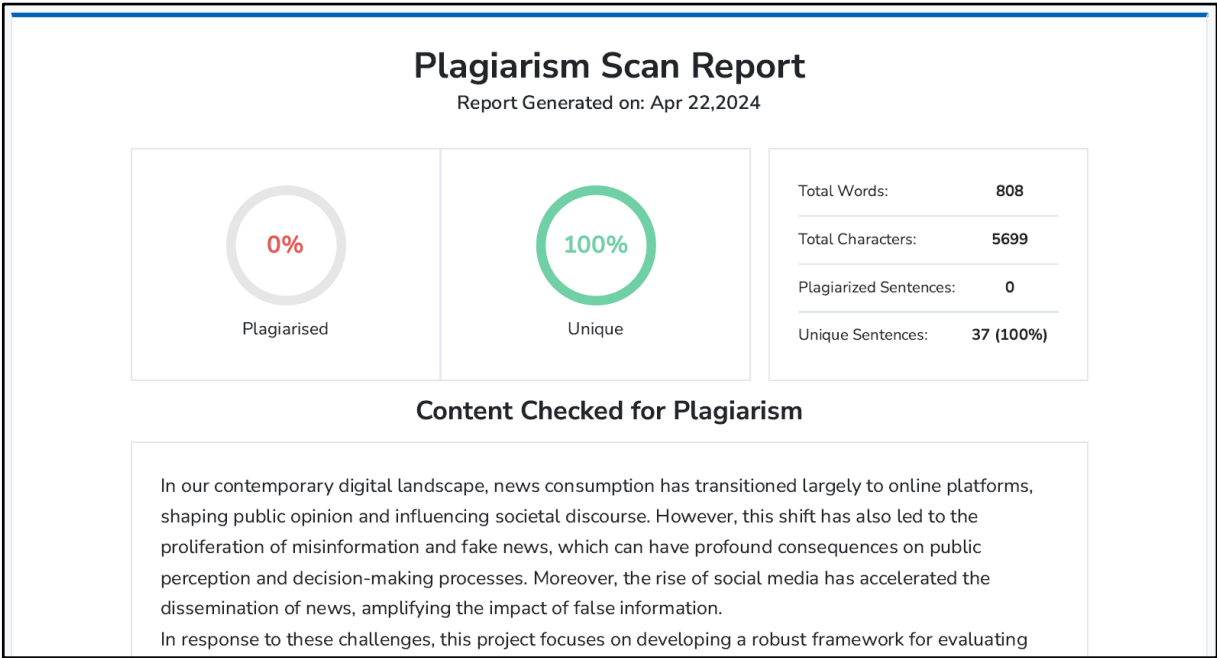 Plagiarism Scan Report
Report Generated on: Apr 22,2024
0%
Plagiarised
100%
Unique
Total Words: 808
Total Characters: 5699
Plagiarized Sentences: 0
Unique Sentences: 37 (100%)
Content Checked for Plagiarism
In our contemporary digital landscape, news consumption has transitioned largely to online platforms,
shaping public opinion and influencing societal discourse. However, this shift has also led to the
proliferation of misinformation and fake news, which can have profound consequences on public
perception and decision-making processes. Moreover, the rise of social media has accelerated the
dissemination of news, amplifying the impact of false information.
In response to these challenges, this project focuses on developing a robust framework for evaluating